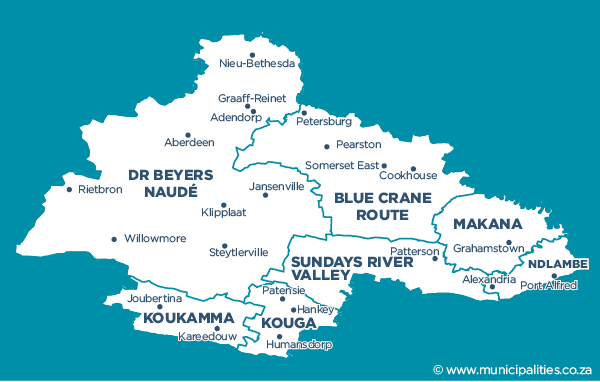 Nieu-Bethesda
Graaff-Reinet
Adendorp
Petersburg
Aberdeen
Pearston
Somerset East
Cookhouse
DR BEYERS
NAUDÉ
Rietbron
Jansenville
BLUE CRANE
ROUTE
Klipplaat
MAKANA
Willowmore
Grahamstown
Steytlerville
Patterson
SUNDAYS RIVER
VALLEY
NDLAMBE
Alexandria
Port Alfred
Joubertina
Patensie
Hankey
KOUKAMMA
KOUGA
Kareedouw
Humansdorp
© www.municipalities.co.za